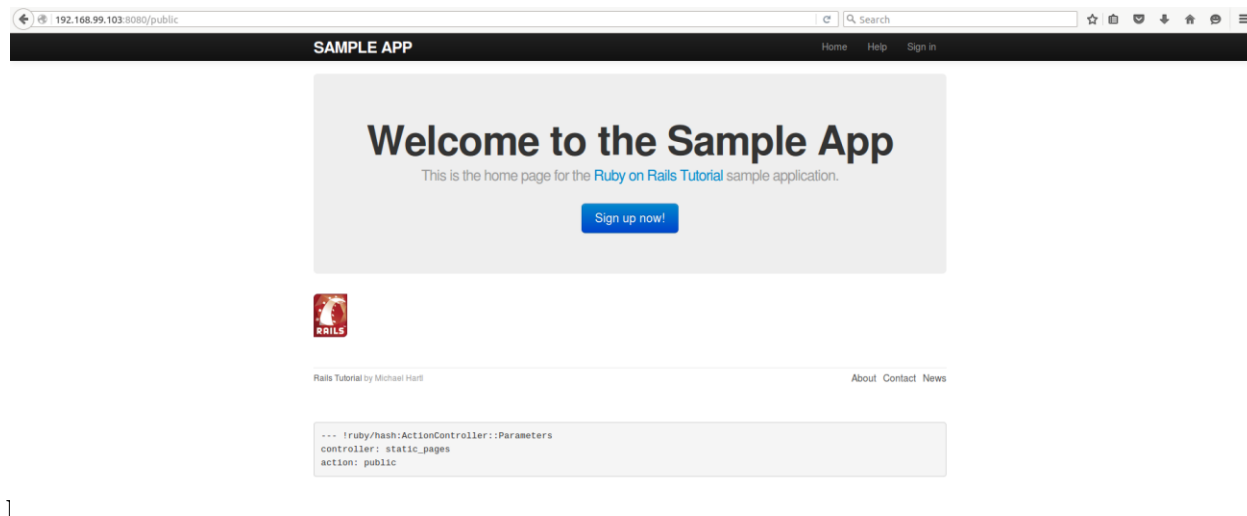 192.168.99.103:8080/public
Search
SAMPLE APP
Home Help Sign in
Welcome to the Sample App
This is the home page for the Ruby on Rails Tutorial sample application.
Sign up now!
RAILS
Rails Tutorial by Michael Hartl
About Contact News
--- !ruby/hash:ActionController::Parameters
controller: static_pages
action: public